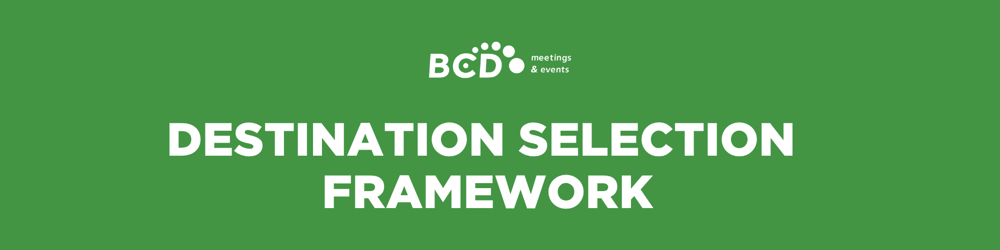 BCD meetings
& events
DESTINATION SELECTION
FRAMEWORK